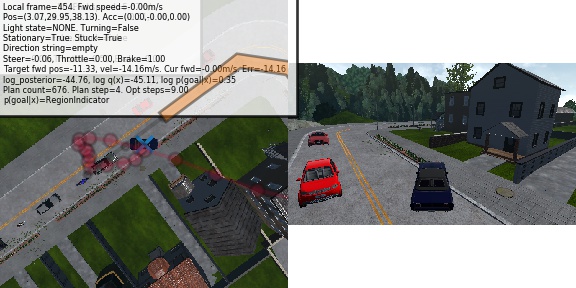 Local frame=454. Fwd speed=-0.00m/s
Pos=(3.07,29.95,38.13). Acc=(0.00,-0.00,0.00)
Light state=NONE. Turning=False
Stationary=True. Stuck=True
Direction string=empty
Steer=-0.06, Throttle=0.00, Brake=1.00
Target fwd pos=-11.33, vel=-14.16m/s. Cur fwd=-0.00m/s, Err=-14.16
log_posterior=-44.76, log q(x)=-45.11, log p(goal|x)=0.35
Plan count=676. Plan step=4. Opt steps=9.00
p(goal|x)=RegionIndicator